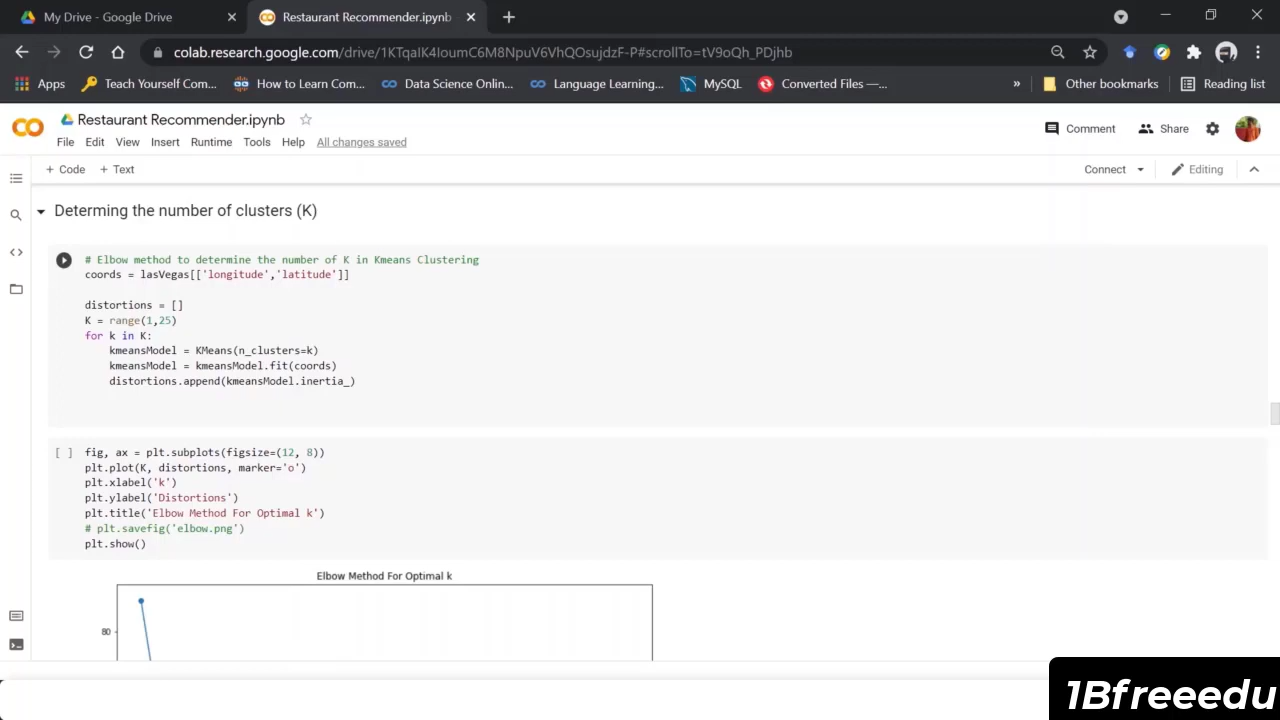 My Drive - Google Drive
Restaurant Recommender.ipynb
colab.research.google.com/drive/1KTqaIK4IoumC6M8NpuV6VhQOsujdzF-P#scrollTo=tV9oQh_PDjhb
Apps
Teach Yourself Com...
How to Learn Com...
Data Science Onlin...
Language Learning...
MySQL
Converted Files —...
»
Other bookmarks
Reading list
Restaurant Recommender.ipynb
Comment
Share
File Edit View Insert Runtime Tools Help All changes saved
+ Code + Text
Connect
Editing
Determing the number of clusters (K)
# Elbow method to determine the number of K in Kmeans Clustering
coords = lasVegas[['longitude','latitude']]
distortions = []
K = range(1,25)
for k in K:
kmeansModel = KMeans(n_clusters=k)
kmeansModel = kmeansModel.fit(coords)
distortions.append(kmeansModel.inertia_)
[ ] fig, ax = plt.subplots(figsize=(12, 8))
plt.plot(K, distortions, marker='o')
plt.xlabel('k')
plt.ylabel('Distortions')
plt.title('Elbow Method For Optimal k')
# plt.savefig('elbow.png')
plt.show()
Elbow Method For Optimal k
80
1Bfreeedu